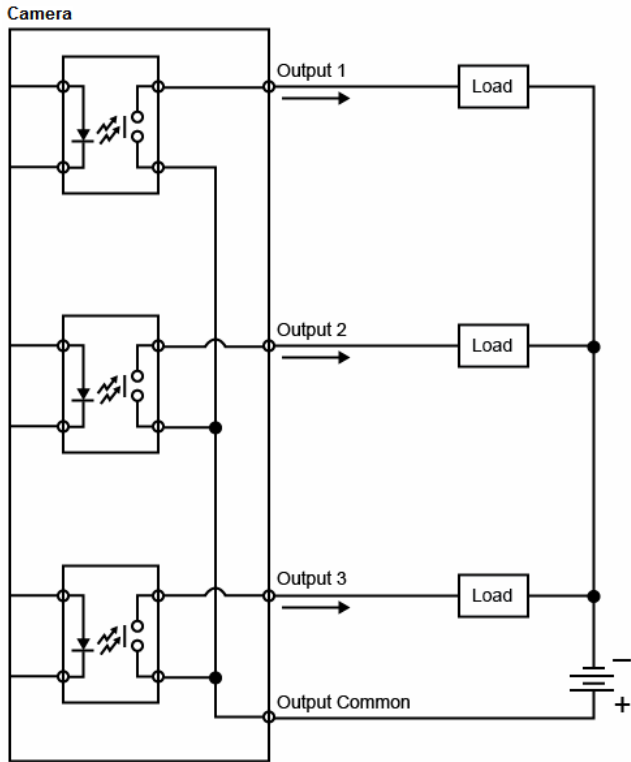 Camera
Output 1
Load
Output 2
Load
Output 3
Load
Output Common
−
+